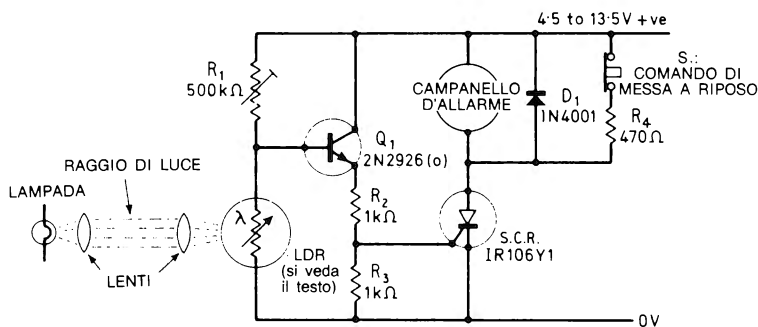 4·5 to 13·5V +ve
R1
500kΩ
Q1
2N2926(o)
CAMPANELLO
D'ALLARME
D1
1N4001
S.:
COMANDO DI
MESSA A RIPOSO
R4
470Ω
RAGGIO DI LUCE
LAMPADA
LENTI
λ
LDR
(si veda
il testo)
R2
1kΩ
R3
1kΩ
S.C.R.
IR106Y1
0V